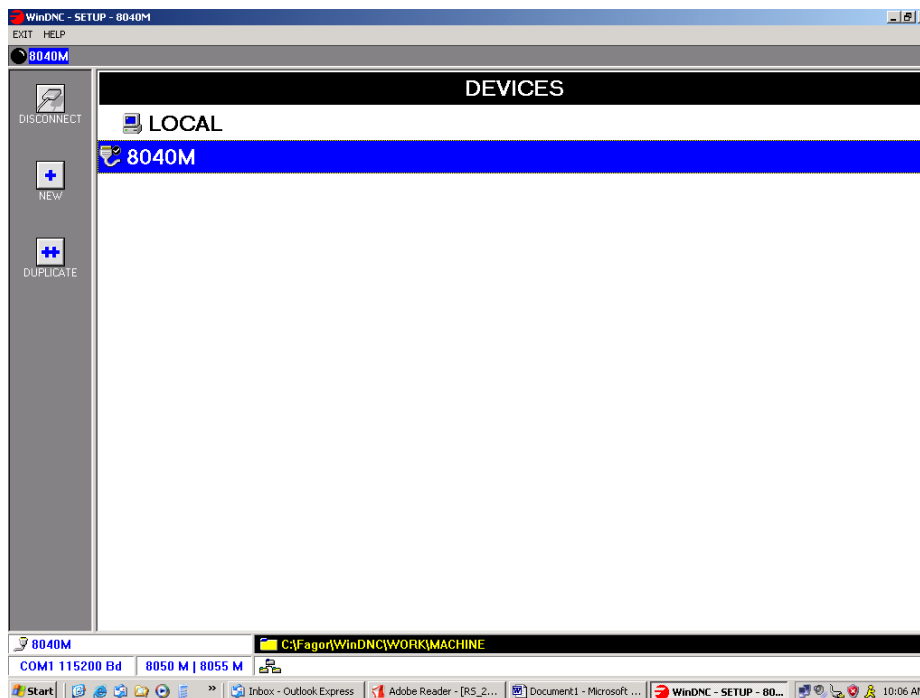 WinDNC - SETUP - 8040M
EXIT HELP
8040M
DEVICES
DISCONNECT
LOCAL
8040M
NEW
DUPLICATE
8040M
C:\Fagor\WinDNC\WORK\MACHINE
COM1 115200 Bd 8050 M | 8055 M
Start » Inbox - Outlook Express Adobe Reader - [RS_2... Document1 - Microsoft ... WinDNC - SETUP - 80... 10:06 AM